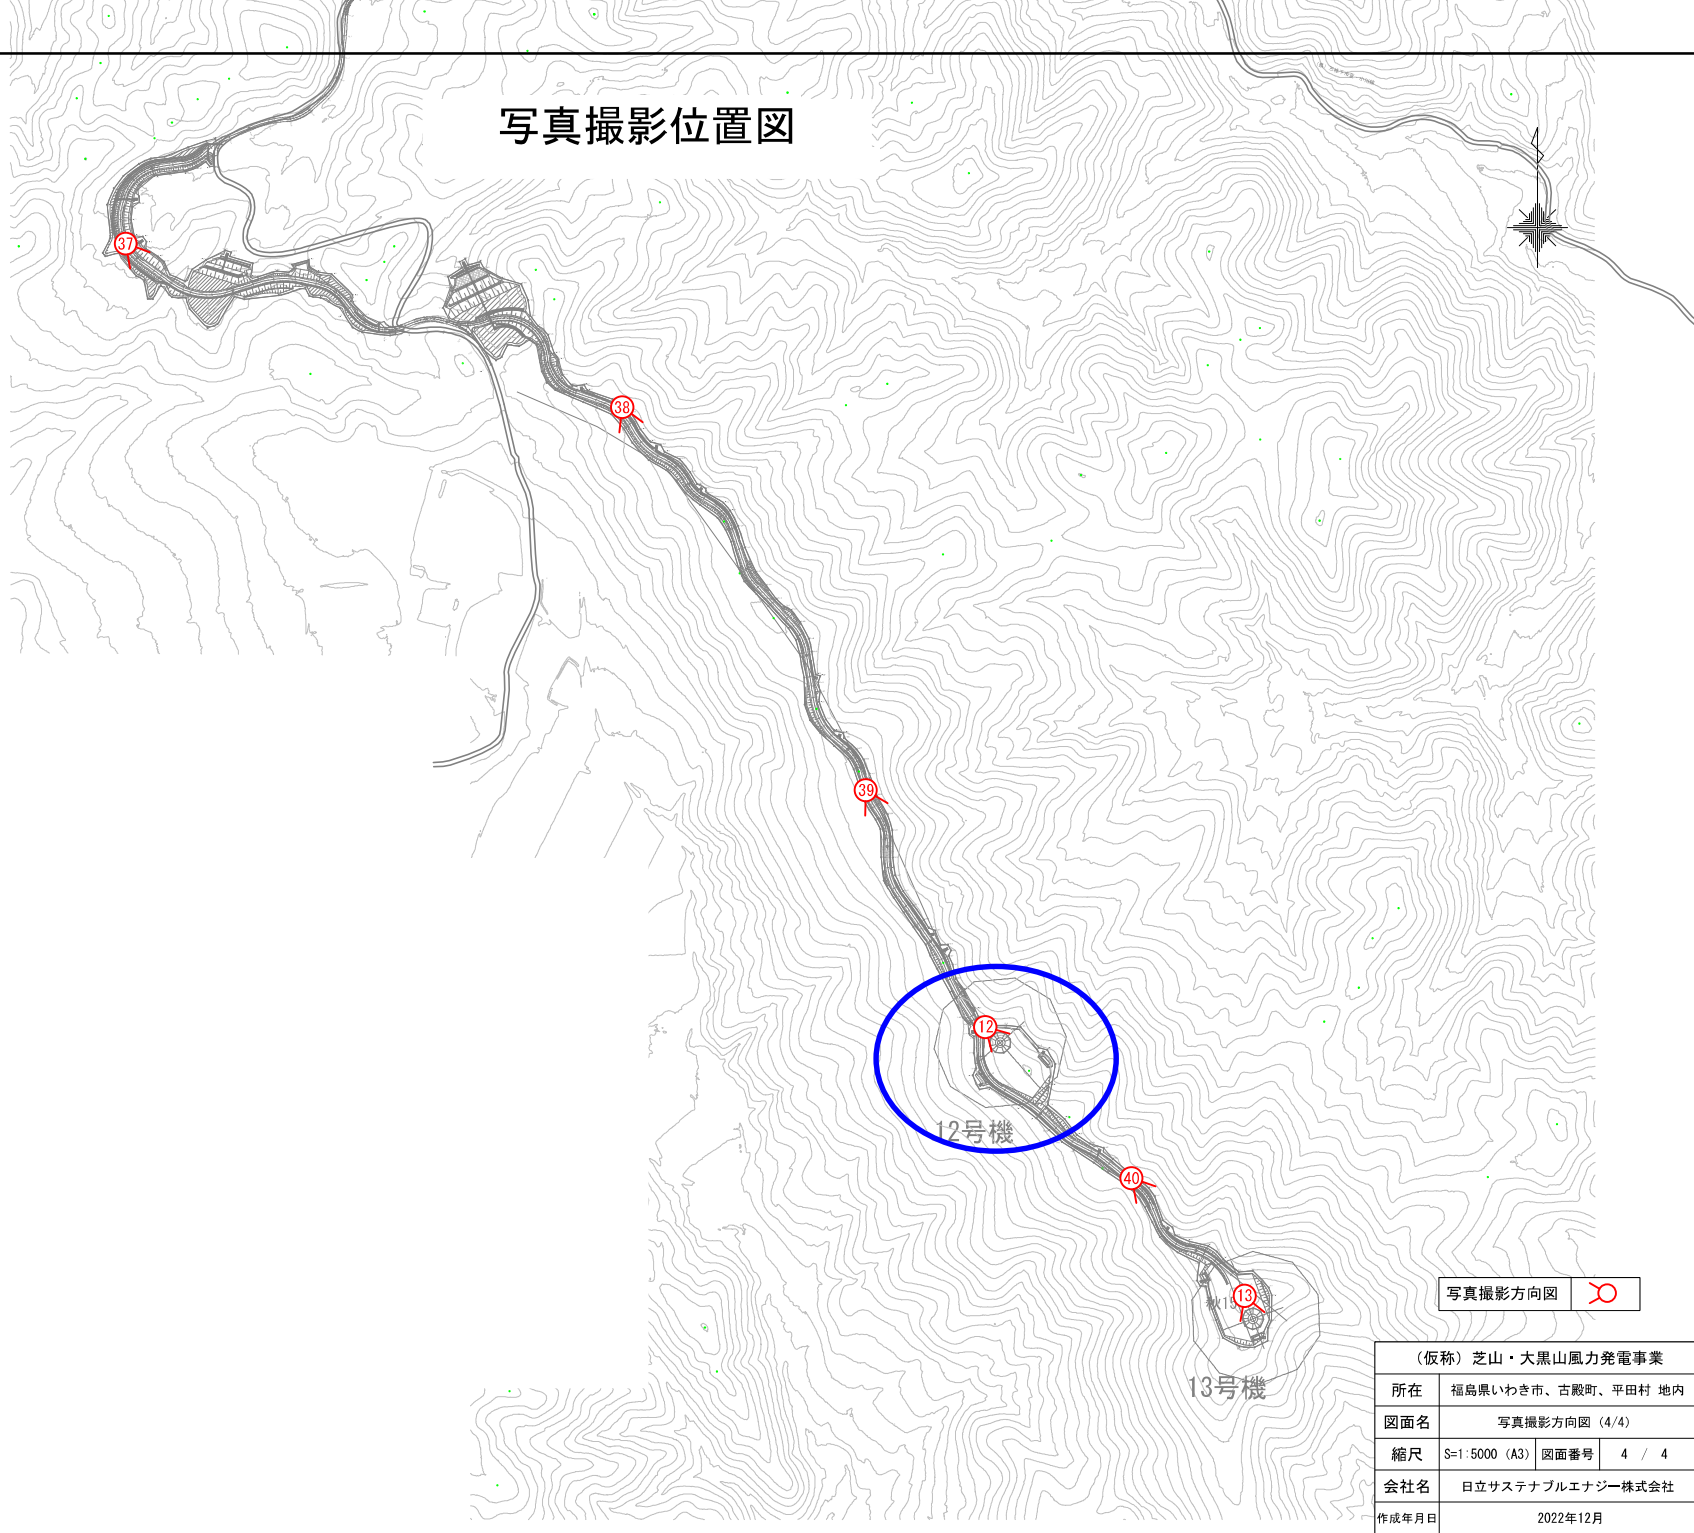 写真撮影位置図
37
38
39
12
12号機
40
13
13号機
写真撮影方向図
（仮称）芝山・大黒山風力発電事業
所在 福島県いわき市、古殿町、平田村 地内
図面名 写真撮影方向図（4/4）
縮尺 S=1:5000（A3） 図面番号 4 / 4
会社名 日立サステナブルエナジー株式会社
作成年月日 2022年12月